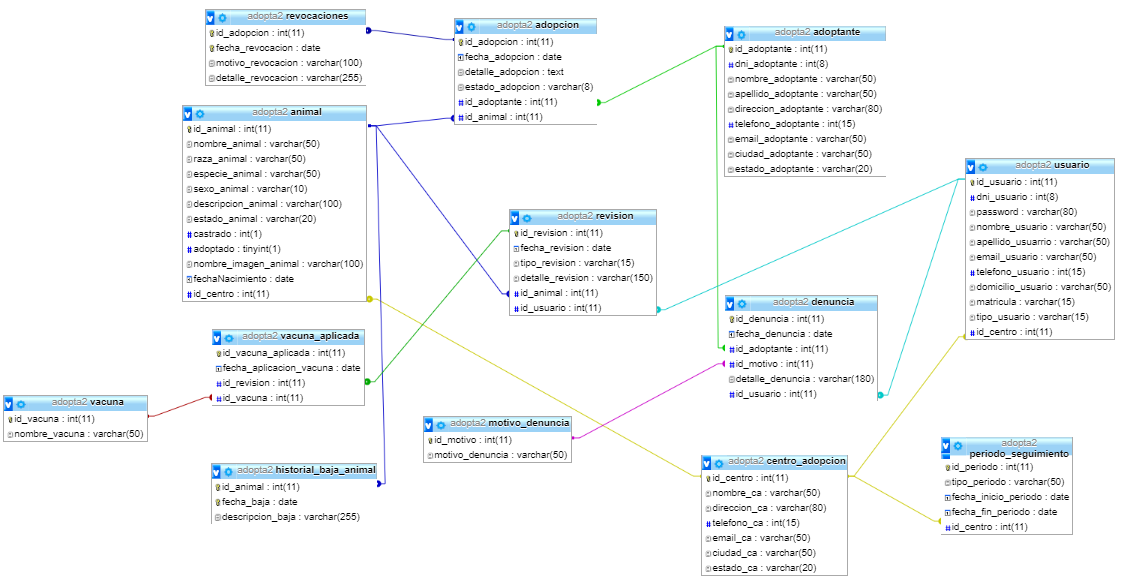 adopta2 revocaciones
id_adopcion : int(11)
fecha_revocacion : date
motivo_revocacion : varchar(100)
detalle_revocacion : varchar(255)
adopta2 adopcion
id_adopcion : int(11)
fecha_adopcion : date
detalle_adopcion : text
estado_adopcion : varchar(8)
id_adoptante : int(11)
id_animal : int(11)
adopta2 adoptante
id_adoptante : int(11)
dni_adoptante : int(8)
nombre_adoptante : varchar(50)
apellido_adoptante : varchar(50)
direccion_adoptante : varchar(80)
telefono_adoptante : int(15)
email_adoptante : varchar(50)
ciudad_adoptante : varchar(50)
estado_adoptante : varchar(20)
adopta2 animal
id_animal : int(11)
nombre_animal : varchar(50)
raza_animal : varchar(50)
especie_animal : varchar(50)
sexo_animal : varchar(10)
descripcion_animal : varchar(100)
estado_animal : varchar(20)
castrado : int(1)
adoptado : tinyint(1)
nombre_imagen_animal : varchar(100)
fechaNacimiento : date
id_centro : int(11)
adopta2 usuario
id_usuario : int(11)
dni_usuario : int(8)
password : varchar(80)
nombre_usuario : varchar(50)
apellido_usuarrio : varchar(50)
email_usuario : varchar(50)
telefono_usuario : int(15)
domicilio_usuario : varchar(50)
matricula : varchar(15)
tipo_usuario : varchar(15)
id_centro : int(11)
adopta2 revision
id_revision : int(11)
fecha_revision : date
tipo_revision : varchar(15)
detalle_revision : varchar(150)
id_animal : int(11)
id_usuario : int(11)
adopta2 denuncia
id_denuncia : int(11)
fecha_denuncia : date
id_adoptante : int(11)
id_motivo : int(11)
detalle_denuncia : varchar(180)
id_usuario : int(11)
adopta2 vacuna_aplicada
id_vacuna_aplicada : int(11)
fecha_aplicacion_vacuna : date
id_revision : int(11)
id_vacuna : int(11)
adopta2 vacuna
id_vacuna : int(11)
nombre_vacuna : varchar(50)
adopta2 motivo_denuncia
id_motivo : int(11)
motivo_denuncia : varchar(50)
adopta2 historial_baja_animal
id_animal : int(11)
fecha_baja : date
descripcion_baja : varchar(255)
adopta2 centro_adopcion
id_centro : int(11)
nombre_ca : varchar(50)
direccion_ca : varchar(80)
telefono_ca : int(15)
email_ca : varchar(50)
ciudad_ca : varchar(50)
estado_ca : varchar(20)
adopta2
periodo_seguimiento
id_periodo : int(11)
tipo_periodo : varchar(50)
fecha_inicio_periodo : date
fecha_fin_periodo : date
id_centro : int(11)